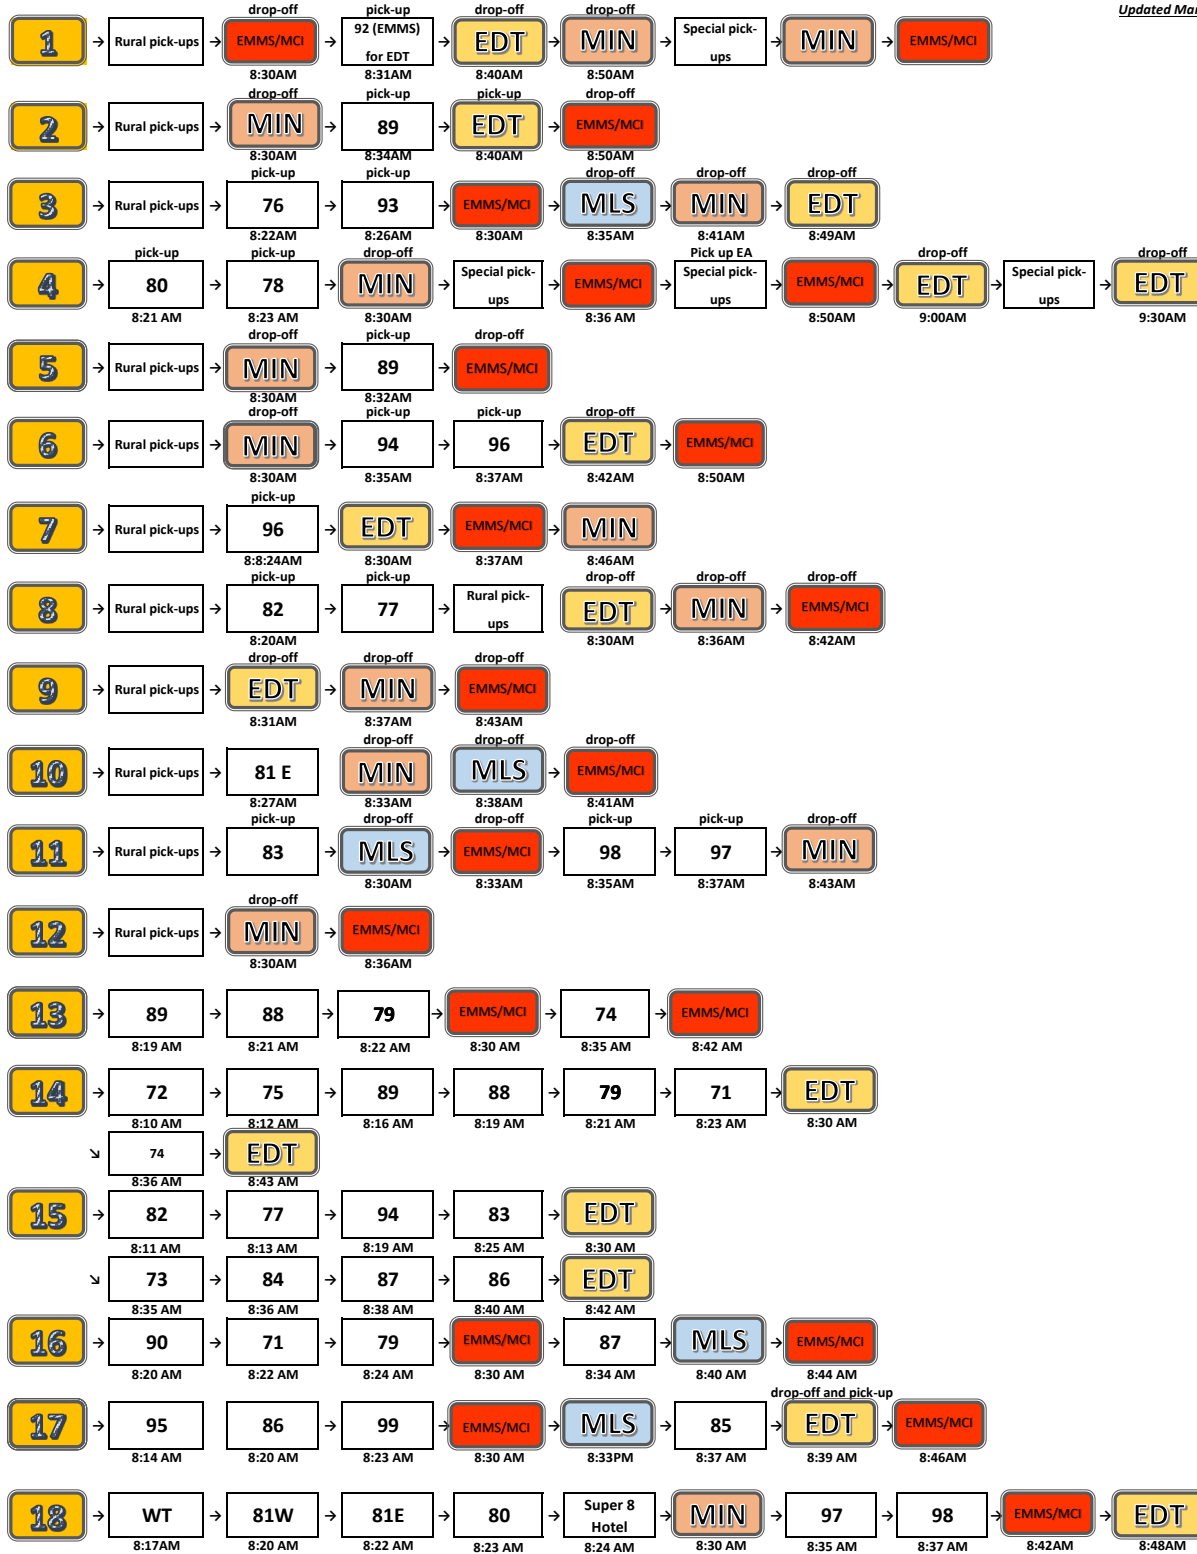 Updated Mar
drop-off pick-up drop-off drop-off
1 → Rural pick-ups → EMMS/MCI → 92 (EMMS) for EDT → EDT → MIN → Special pick-ups → MIN → EMMS/MCI
8:30AM 8:31AM 8:40AM 8:50AM
drop-off pick-up pick-up drop-off
2 → Rural pick-ups → MIN → 89 → EDT → EMMS/MCI
8:30AM 8:34AM 8:40AM 8:50AM
pick-up pick-up drop-off drop-off drop-off
3 → Rural pick-ups → 76 → 93 → EMMS/MCI → MLS → MIN → EDT
8:22AM 8:26AM 8:30AM 8:35AM 8:41AM 8:49AM
pick-up pick-up drop-off Pick up EA drop-off drop-off
4 → 80 → 78 → MIN → Special pick-ups → EMMS/MCI → Special pick-ups → EMMS/MCI → EDT → Special pick-ups → EDT
8:21 AM 8:23 AM 8:30AM 8:36 AM 8:50AM 9:00AM 9:30AM
drop-off pick-up drop-off
5 → Rural pick-ups → MIN → 89 → EMMS/MCI
8:30AM 8:32AM
drop-off pick-up pick-up drop-off
6 → Rural pick-ups → MIN → 94 → 96 → EDT → EMMS/MCI
8:30AM 8:35AM 8:37AM 8:42AM 8:50AM
pick-up
7 → Rural pick-ups → 96 → EDT → EMMS/MCI → MIN
8:8:24AM 8:30AM 8:37AM 8:46AM
pick-up pick-up drop-off drop-off drop-off
8 → Rural pick-ups → 82 → 77 → Rural pick-ups EDT → MIN → EMMS/MCI
8:20AM 8:30AM 8:36AM 8:42AM
drop-off drop-off drop-off
9 → Rural pick-ups → EDT → MIN → EMMS/MCI
8:31AM 8:37AM 8:43AM
drop-off drop-off drop-off
10 → Rural pick-ups → 81 E MIN MLS → EMMS/MCI
8:27AM 8:33AM 8:38AM 8:41AM
pick-up drop-off drop-off pick-up pick-up drop-off
11 → Rural pick-ups → 83 → MLS → EMMS/MCI → 98 → 97 → MIN
8:30AM 8:33AM 8:35AM 8:37AM 8:43AM
drop-off
12 → Rural pick-ups → MIN → EMMS/MCI
8:30AM 8:36AM
13 → 89 → 88 → 79 → EMMS/MCI → 74 → EMMS/MCI
8:19 AM 8:21 AM 8:22 AM 8:30 AM 8:35 AM 8:42 AM
14 → 72 → 75 → 89 → 88 → 79 → 71 → EDT
8:10 AM 8:12 AM 8:16 AM 8:19 AM 8:21 AM 8:23 AM 8:30 AM
↘ 74 → EDT
8:36 AM 8:43 AM
15 → 82 → 77 → 94 → 83 → EDT
8:11 AM 8:13 AM 8:19 AM 8:25 AM 8:30 AM
↘ 73 → 84 → 87 → 86 → EDT
8:35 AM 8:36 AM 8:38 AM 8:40 AM 8:42 AM
16 → 90 → 71 → 79 → EMMS/MCI → 87 → MLS → EMMS/MCI
8:20 AM 8:22 AM 8:24 AM 8:30 AM 8:34 AM 8:40 AM 8:44 AM
drop-off and pick-up
17 → 95 86 → 99 → EMMS/MCI → MLS → 85 → EDT → EMMS/MCI
8:14 AM 8:20 AM 8:23 AM 8:30 AM 8:33PM 8:37 AM 8:39 AM 8:46AM
18 → WT → 81W → 81E → 80 → Super 8 Hotel → MIN → 97 → 98 → EMMS/MCI → EDT
8:17AM 8:20 AM 8:22 AM 8:23 AM 8:24 AM 8:30 AM 8:35 AM 8:37 AM 8:42AM 8:48AM